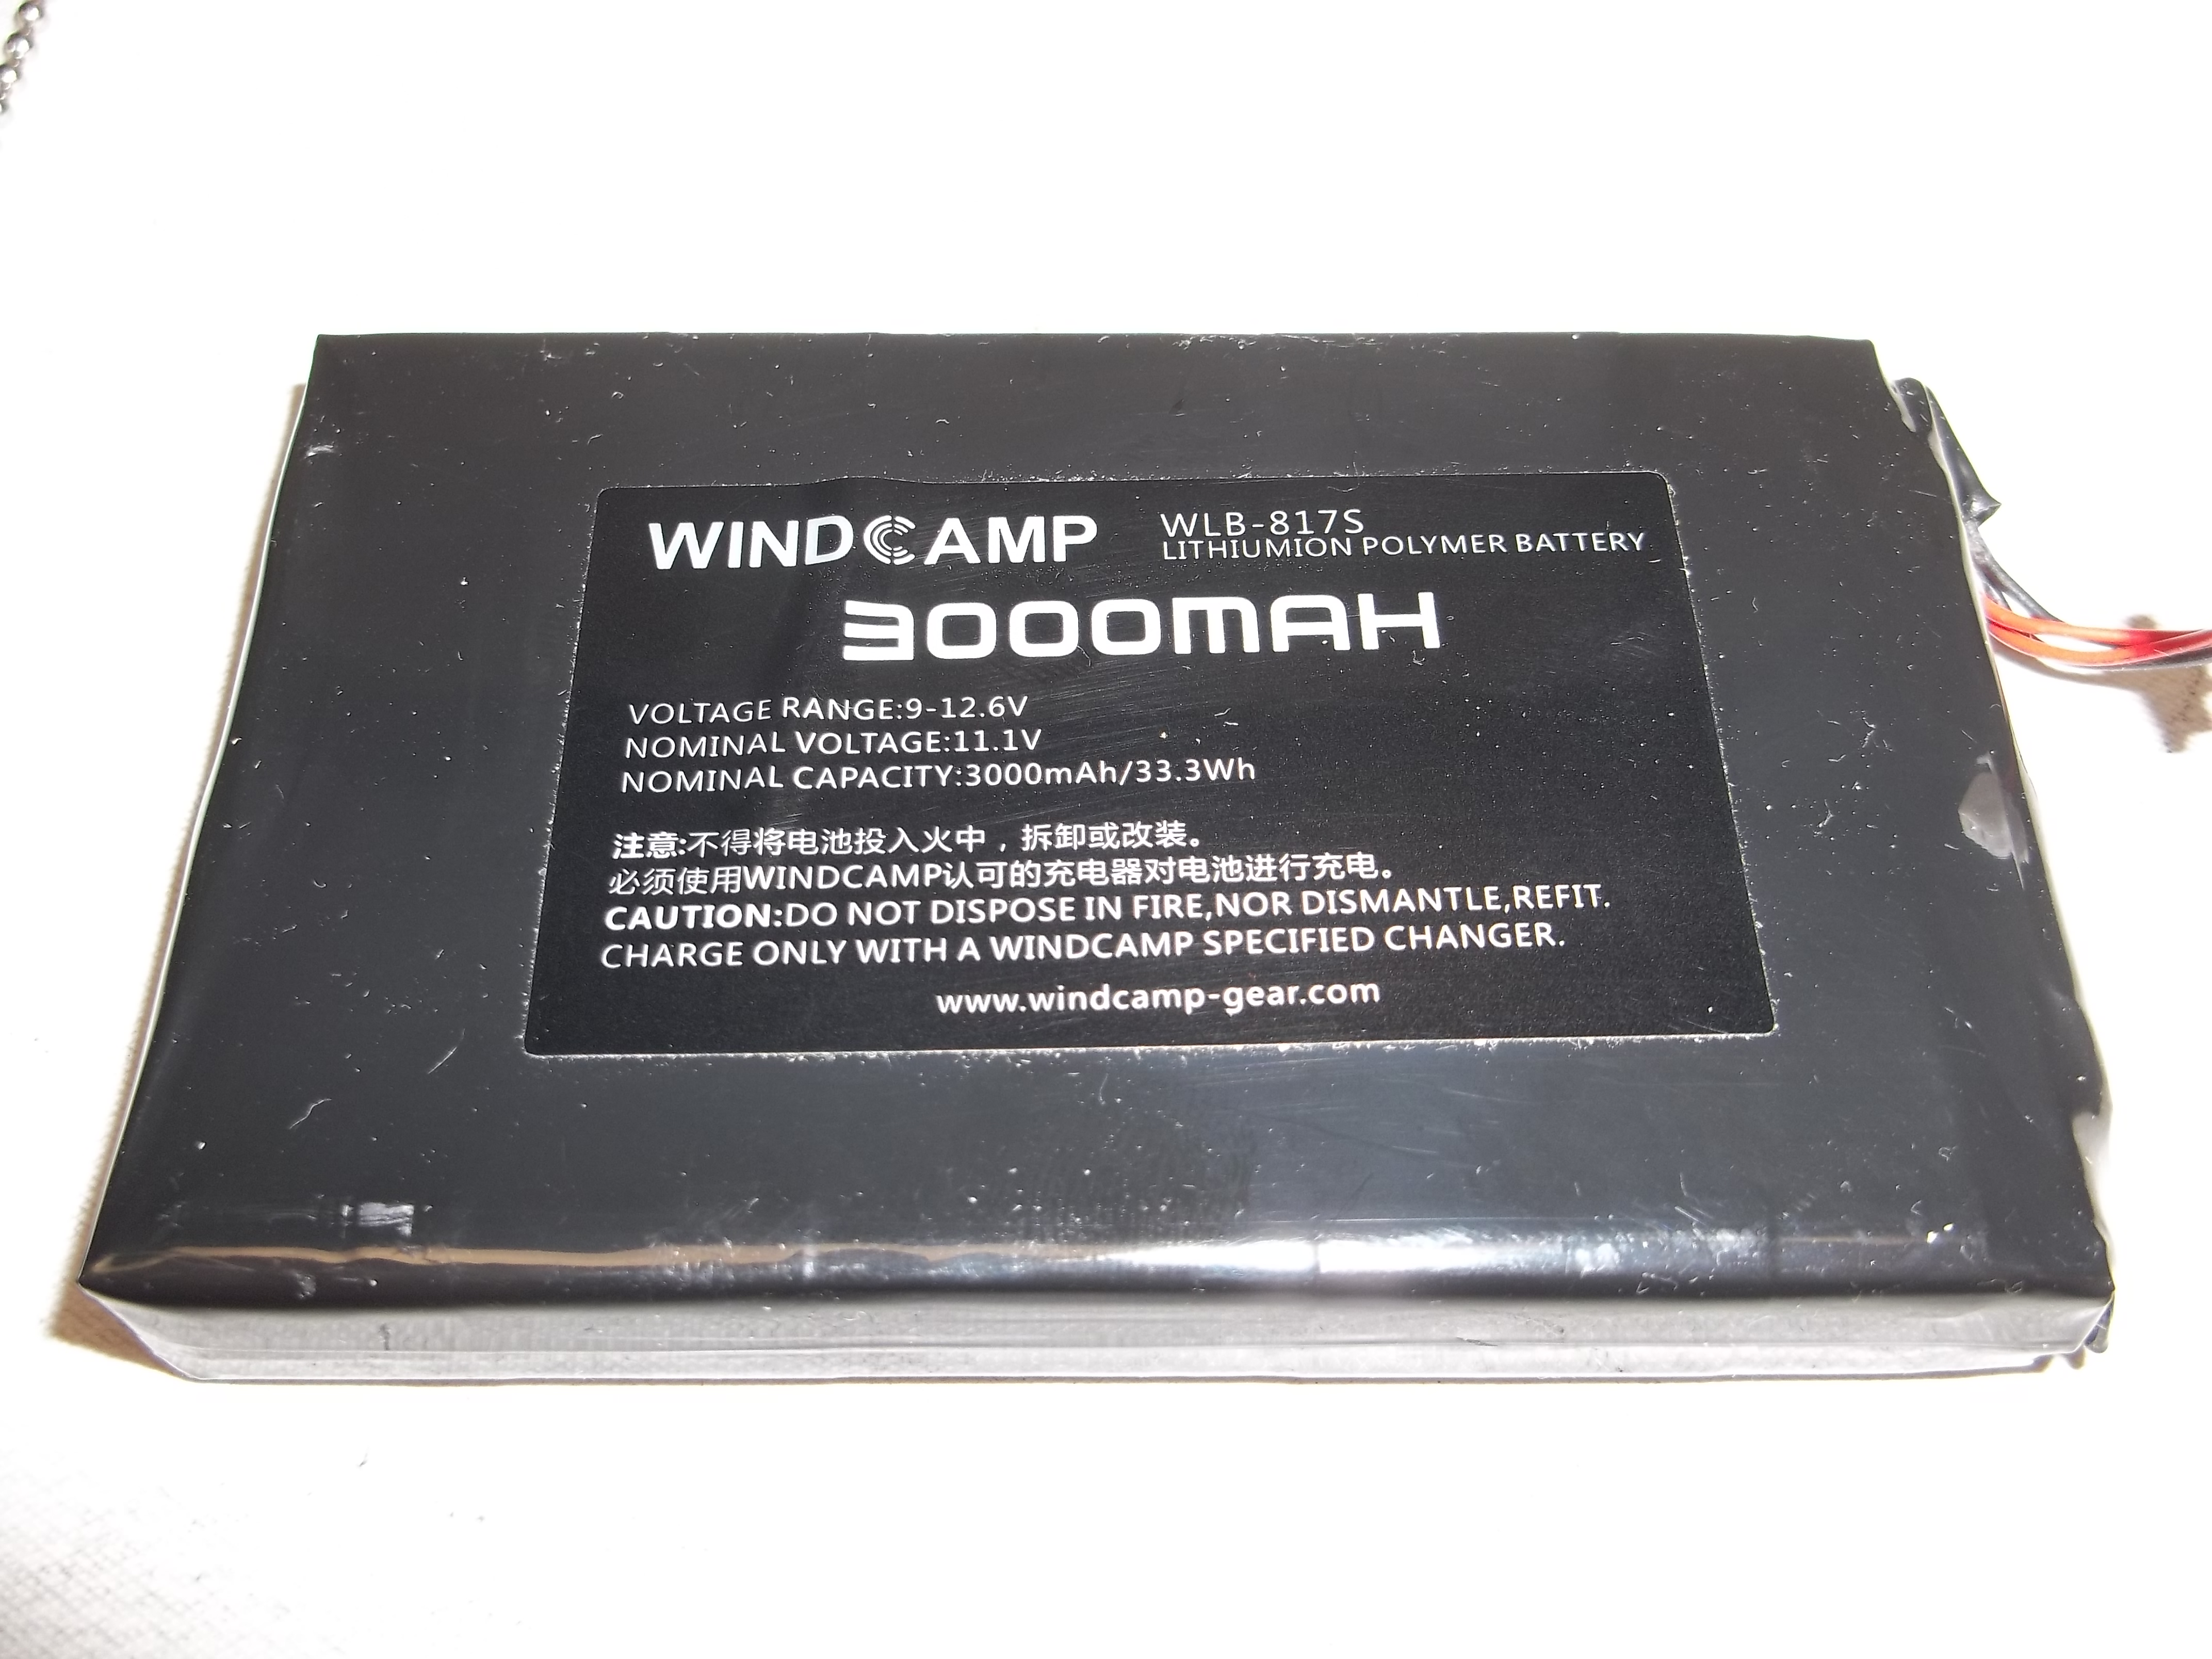 WINDCAMP WLB-817S
LITHIUMION POLYMER BATTERY
3000MAH
VOLTAGE RANGE:9-12.6V
NOMINAL VOLTAGE:11.1V
NOMINAL CAPACITY:3000mAh/33.3Wh
注意:不得将电池投入火中，拆卸或改装。
必须使用WINDCAMP认可的充电器对电池进行充电。
CAUTION:DO NOT DISPOSE IN FIRE,NOR DISMANTLE,REFIT.
CHARGE ONLY WITH A WINDCAMP SPECIFIED CHANGER.
www.windcamp-gear.com